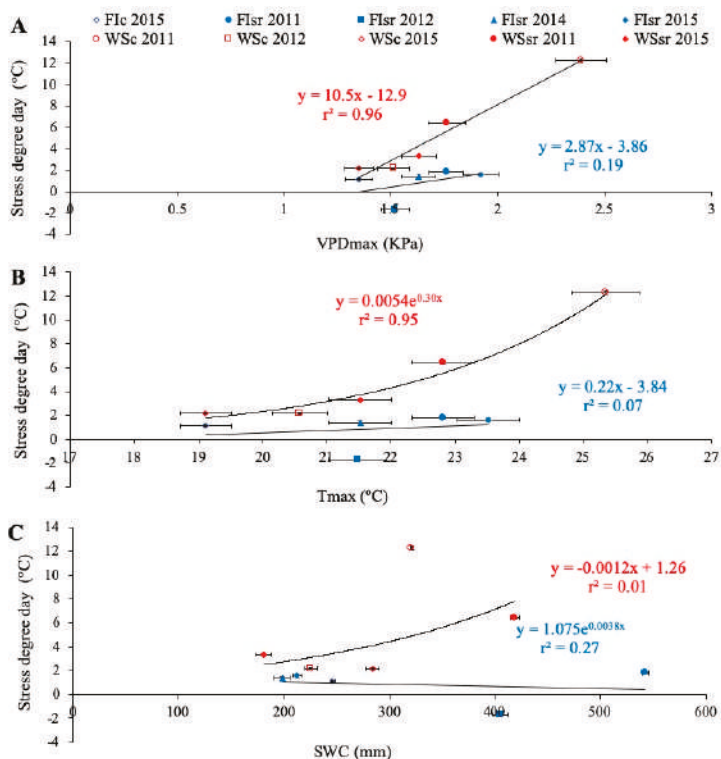 FIc 2015 FIsr 2011 FIsr 2012 FIsr 2014 FIsr 2015
WSc 2011 WSc 2012 WSc 2015 WSsr 2011 WSsr 2015
A
Stress degree day (°C)
14
12
10
8
6
4
2
0
-2
-4
y = 10.5x - 12.9
r² = 0.96
y = 2.87x - 3.86
r² = 0.19
0 0.5 1 1.5 2 2.5 3
VPDmax (KPa)
B
Stress degree day (°C)
14
12
10
8
6
4
2
0
-2
-4
y = 0.0054e^0.30x
r² = 0.95
y = 0.22x - 3.84
r² = 0.07
17 18 19 20 21 22 23 24 25 26 27
Tmax (°C)
C
Stress degree day (°C)
14
12
10
8
6
4
2
0
-2
-4
y = -0.0012x + 1.26
r² = 0.01
y = 1.075e^0.0038x
r² = 0.27
0 100 200 300 400 500 600
SWC (mm)